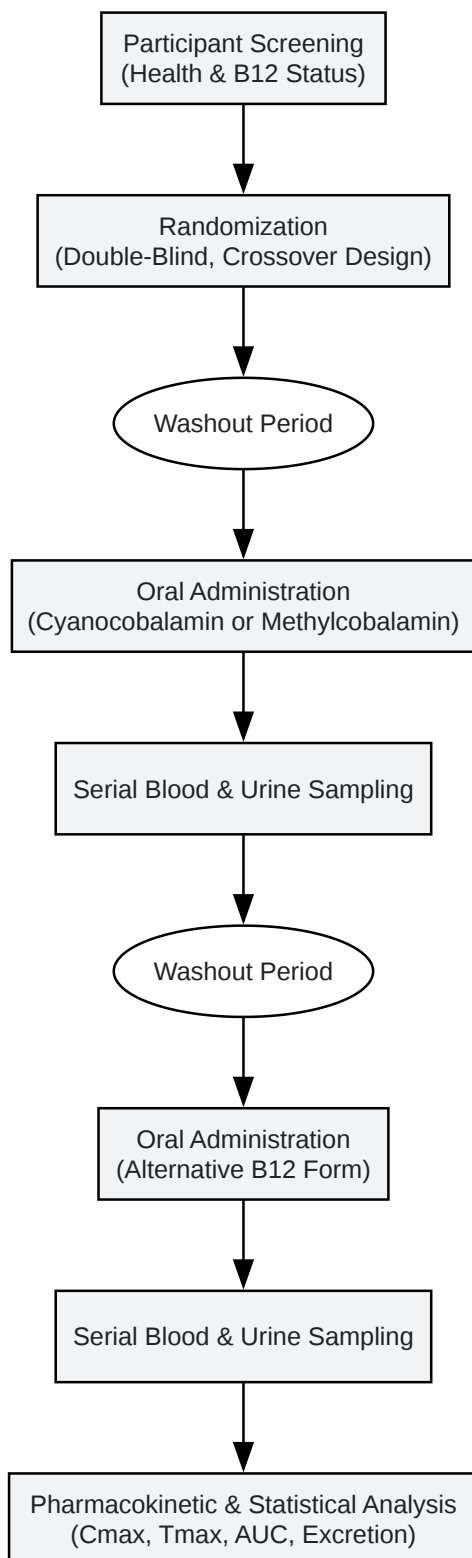 Participant Screening
(Health & B12 Status)
Randomization
(Double-Blind, Crossover Design)
Washout Period
Oral Administration
(Cyanocobalamin or Methylcobalamin)
Serial Blood & Urine Sampling
Washout Period
Oral Administration
(Alternative B12 Form)
Serial Blood & Urine Sampling
Pharmacokinetic & Statistical Analysis
(Cmax, Tmax, AUC, Excretion)